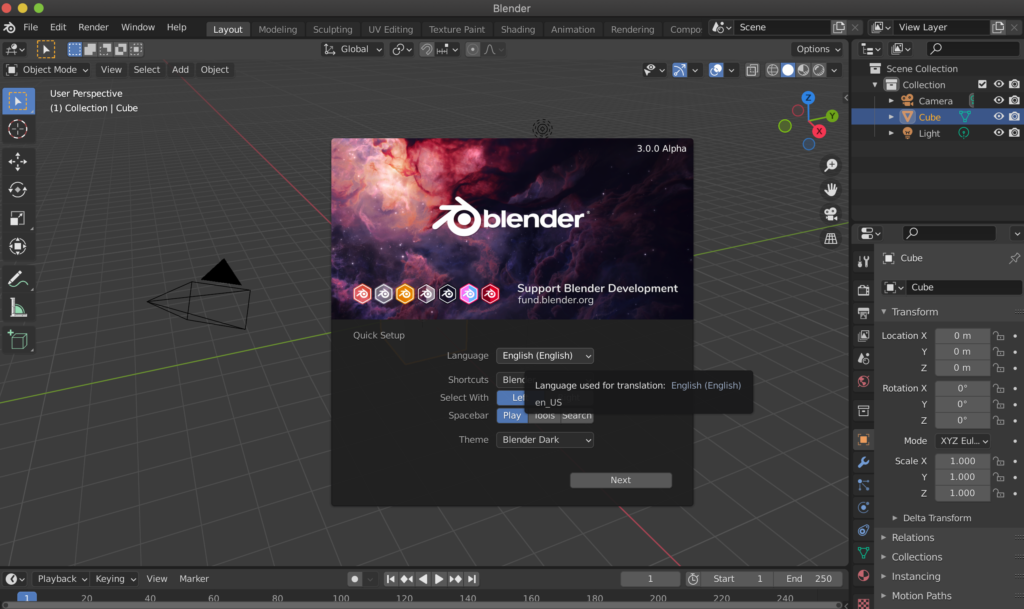 Blender
File Edit Render Window Help Layout Modeling Sculpting UV Editing Texture Paint Shading Animation Rendering Compo Scene View Layer
Global Options
Object Mode View Select Add Object
User Perspective
(1) Collection | Cube
Z
Y
X
Scene Collection
Collection
Camera
Cube
Light
3.0.0 Alpha
blender
Support Blender Development
fund.blender.org
Quick Setup
Language English (English)
Shortcuts Blend
Language used for translation: English (English)
en_US
Select With Lef
Spacebar Play Tools Search
Theme Blender Dark
Next
Cube
Cube
Transform
Location X 0 m
Y 0 m
Z 0 m
Rotation X 0°
Y 0°
Z 0°
Mode XYZ Eul...
Scale X 1.000
Y 1.000
Z 1.000
Delta Transform
Relations
Collections
Instancing
Motion Paths
Playback Keying View Marker 1 Start 1 End 250
1 20 40 60 80 100 120 140 160 180 200 220 240